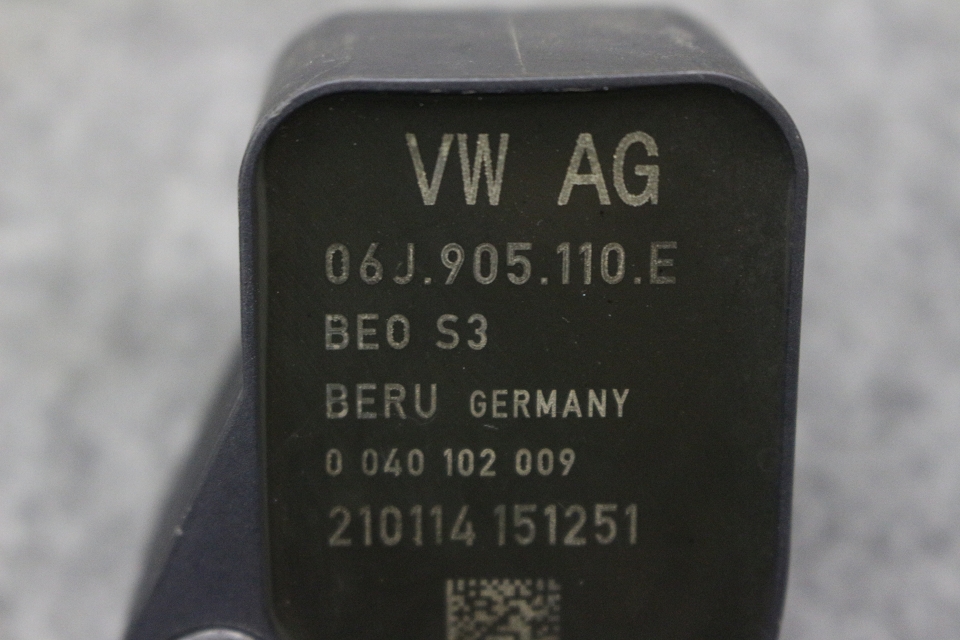 VW AG
06J.905.110.E
BEO S3
BERU GERMANY
0 040 102 009
210114 151251